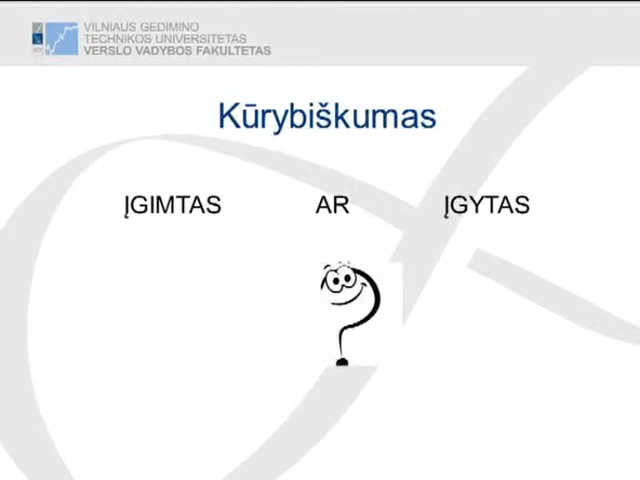 VILNIAUS GEDIMINO
TECHNIKOS UNIVERSITETAS
VERSLO VADYBOS FAKULTETAS
Kūrybiškumas
ĮGIMTAS AR ĮGYTAS